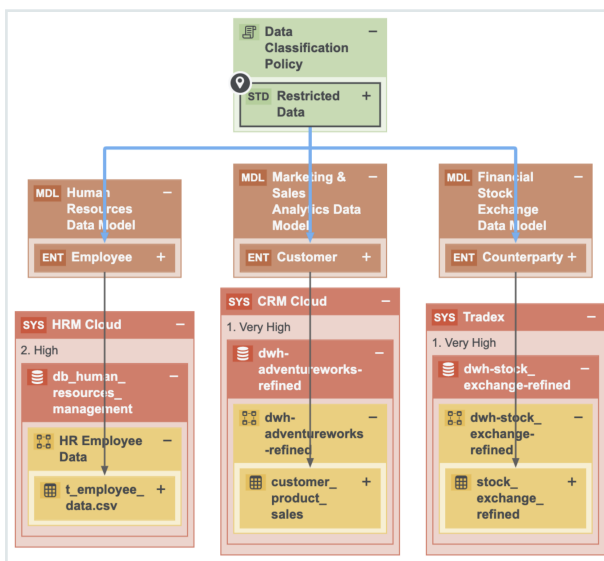 Data
Classification
Policy
STD Restricted
Data
MDL Human
Resources
Data Model
ENT Employee
MDL Marketing &
Sales
Analytics Data
Model
ENT Customer
MDL Financial
Stock
Exchange
Data Model
ENT Counterparty
SYS HRM Cloud
2. High
db_human_
resources_
management
HR Employee
Data
t_employee_
data.csv
SYS CRM Cloud
1. Very High
dwh-
adventureworks-
refined
dwh-
adventureworks
-refined
customer_
product_
sales
SYS Tradex
1. Very High
dwh-stock_
exchange-refined
dwh-stock_
exchange-
refined
stock_
exchange_
refined